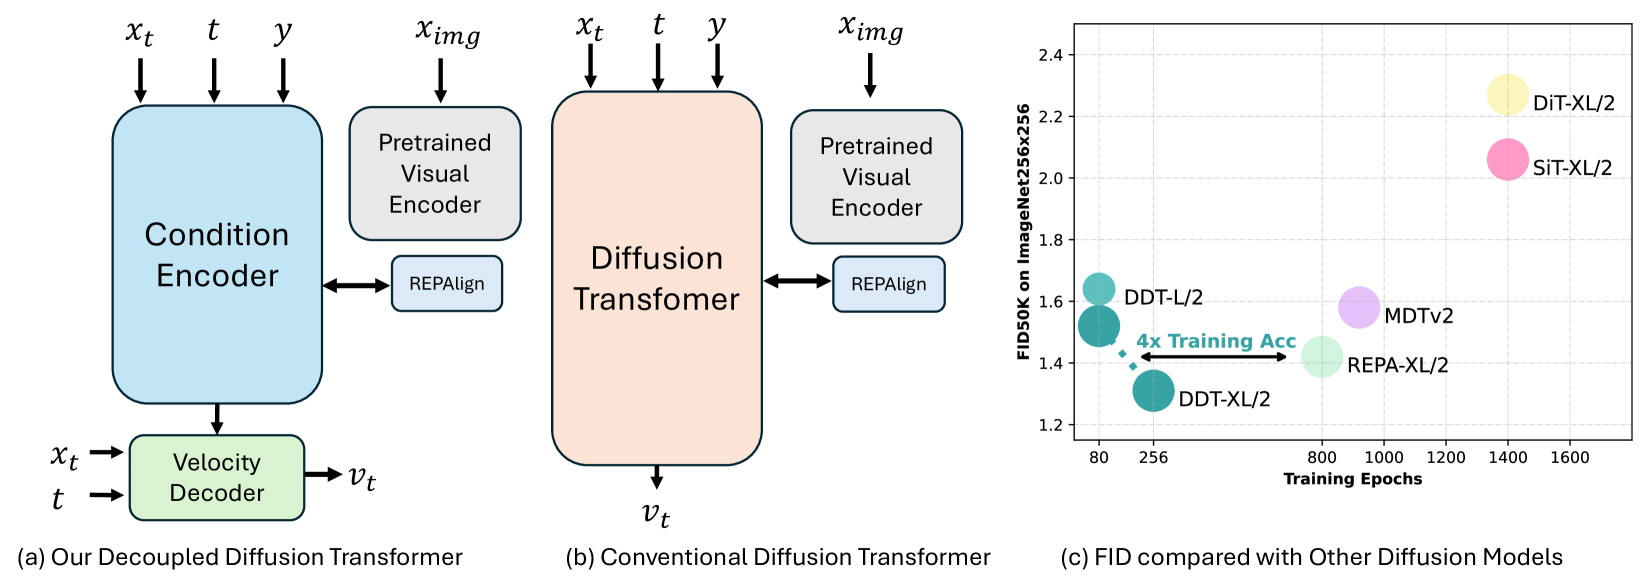 x_t t y x_img
Condition
Encoder
Pretrained
Visual
Encoder
REPAlign
x_t
t
Velocity
Decoder
v_t
(a) Our Decoupled Diffusion Transformer
x_t t y x_img
Diffusion
Transfomer
Pretrained
Visual
Encoder
REPAlign
v_t
(b) Conventional Diffusion Transformer
FID50K on ImageNet256x256
2.4
2.2
2.0
1.8
1.6
1.4
1.2
DiT-XL/2
SiT-XL/2
DDT-L/2
MDTv2
4x Training Acc
REPA-XL/2
DDT-XL/2
80 256 800 1000 1200 1400 1600
Training Epochs
(c) FID compared with Other Diffusion Models